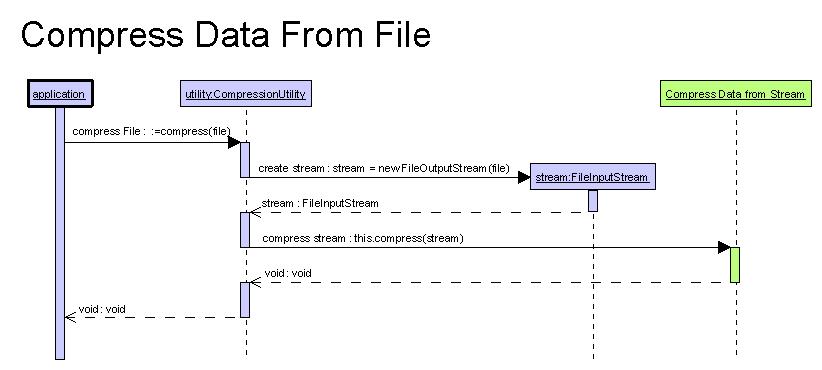 Compress Data From File
application
utility:CompressionUtility
Compress Data from Stream
compress File : :=compress(file)
create stream : stream = newFileOutputStream(file)
stream:FileInputStream
stream : FileInputStream
compress stream : this.compress(stream)
void : void
void : void